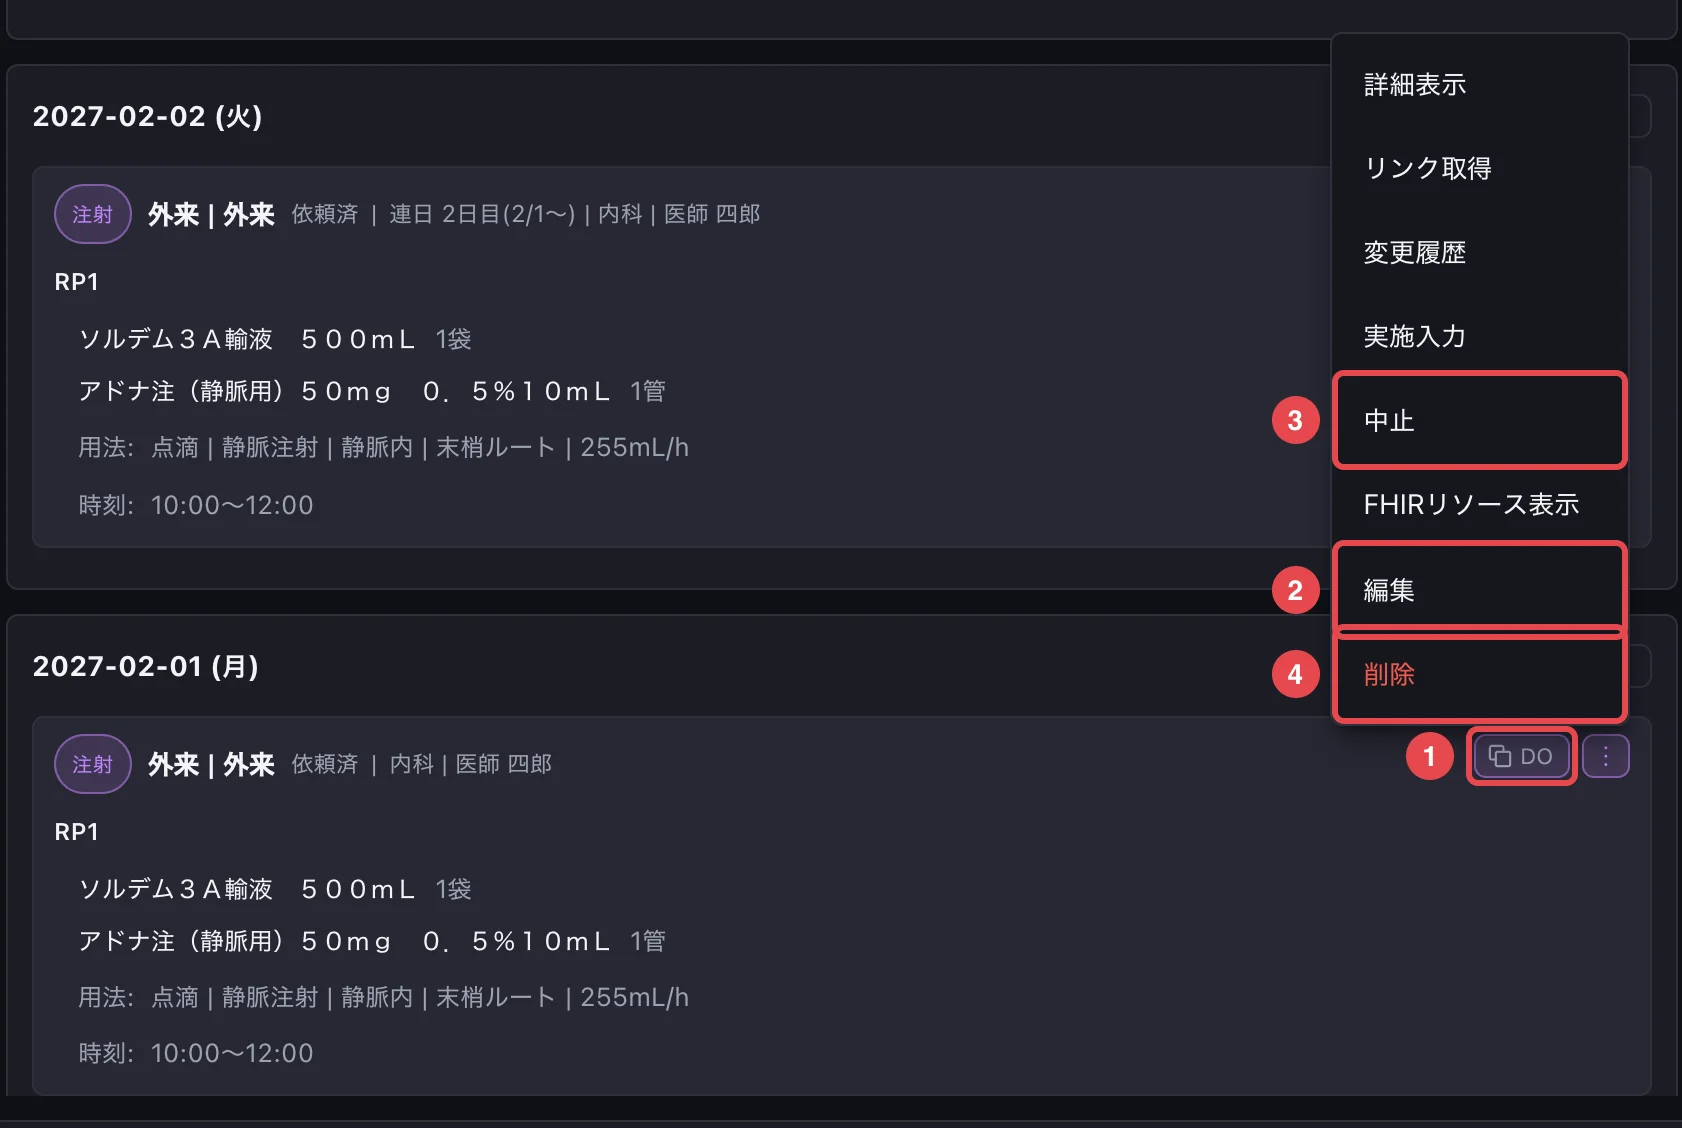 2027-02-02 (火)
注射 外来 | 外来 依頼済 | 連日 2日目(2/1〜) | 内科 | 医師 四郎
RP1
ソルデム３Ａ輸液　５００ｍＬ 1袋
アドナ注（静脈用）５０ｍｇ　０．５％１０ｍＬ 1管
用法: 点滴 | 静脈注射 | 静脈内 | 末梢ルート | 255mL/h
時刻: 10:00〜12:00
詳細表示
リンク取得
変更履歴
実施入力
3 中止
FHIRリソース表示
2 編集
4 削除
2027-02-01 (月)
注射 外来 | 外来 依頼済 | 内科 | 医師 四郎
1 DO
RP1
ソルデム３Ａ輸液　５００ｍＬ 1袋
アドナ注（静脈用）５０ｍｇ　０．５％１０ｍＬ 1管
用法: 点滴 | 静脈注射 | 静脈内 | 末梢ルート | 255mL/h
時刻: 10:00〜12:00